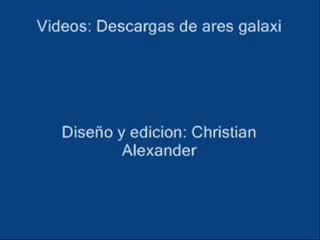 Videos: Descargas de ares galaxi
Diseño y edicion: Christian
Alexander